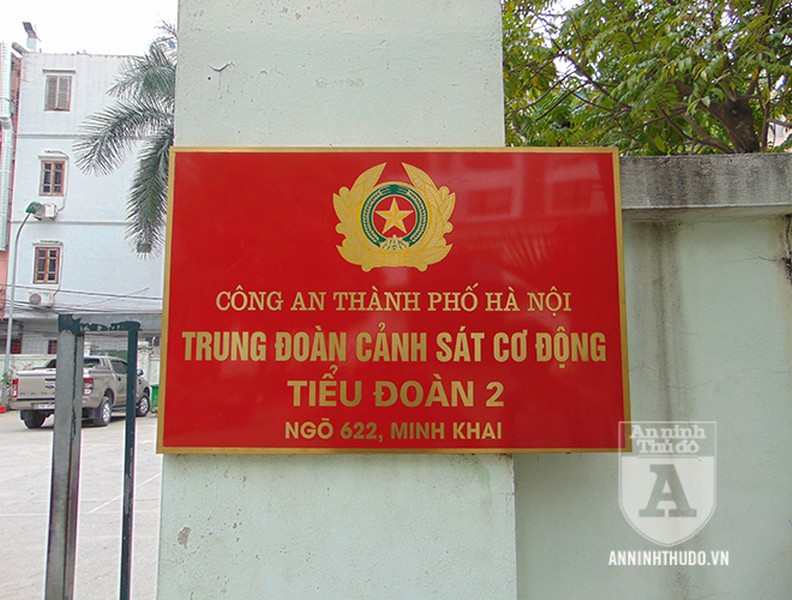 CÔNG AN THÀNH PHỐ HÀ NỘI
TRUNG ĐOÀN CẢNH SÁT CƠ ĐỘNG
TIỂU ĐOÀN 2
NGÕ 622, MINH KHAI
An ninh
Thủ đô
A
ANNINHTHUDO.VN